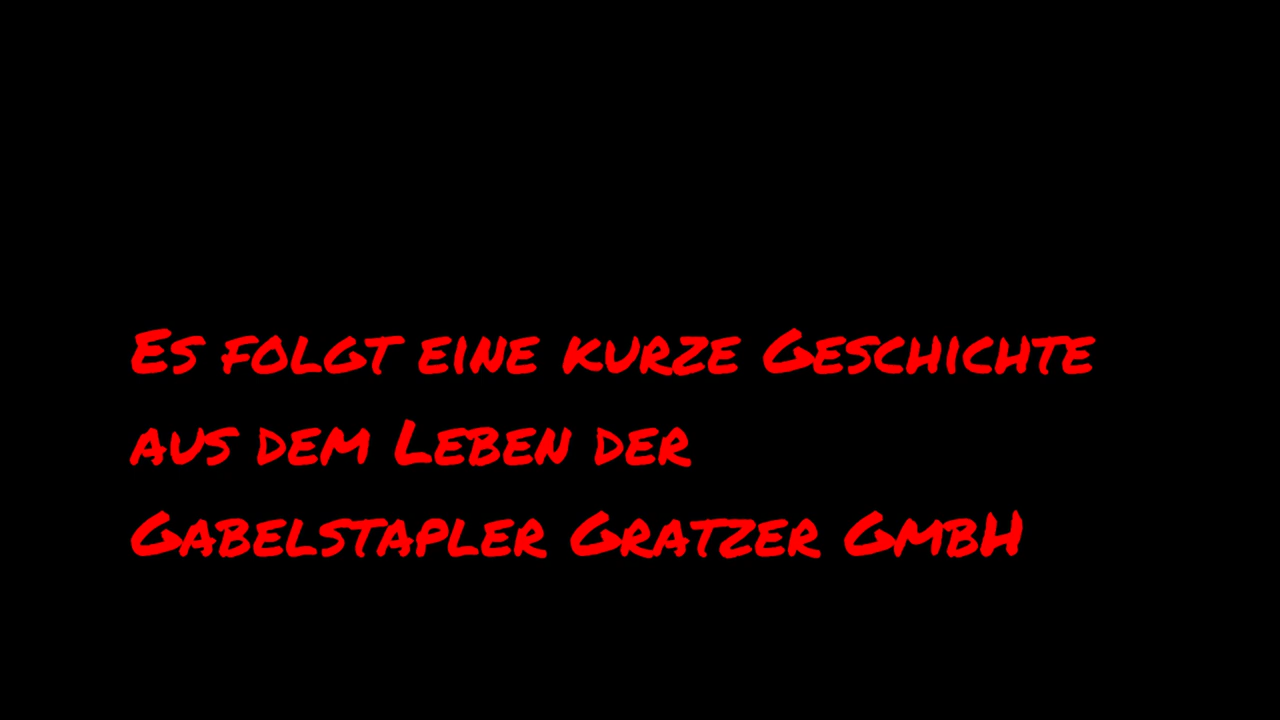 Es folgt eine kurze Geschichte
aus dem Leben der
Gabelstapler Gratzer GmbH